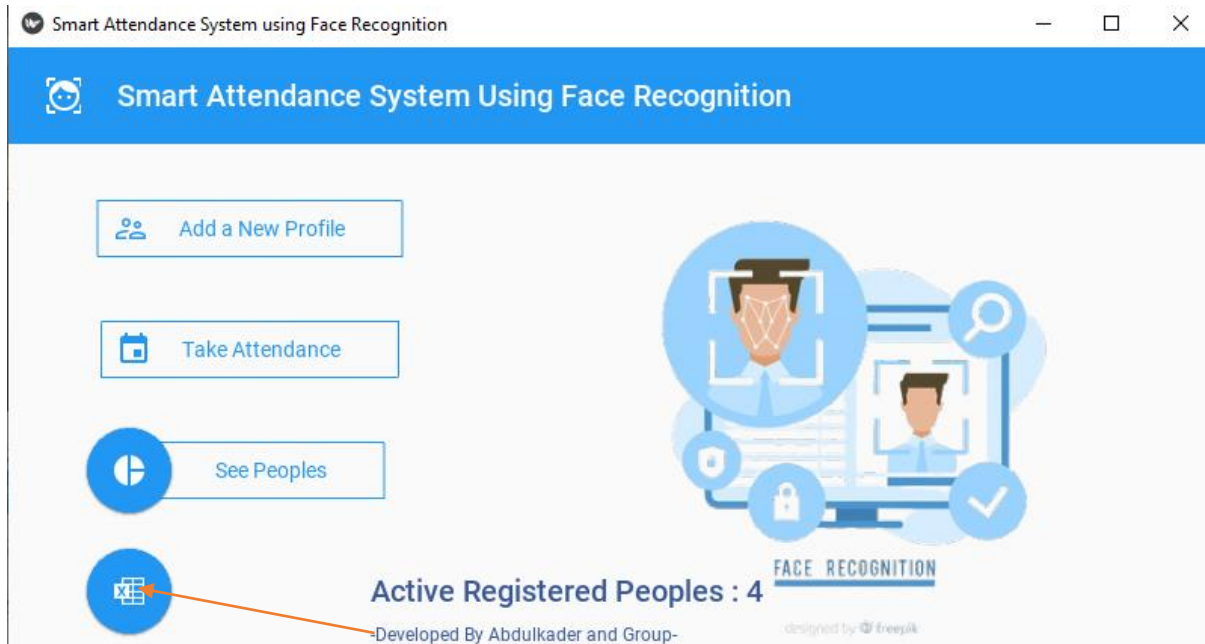 Smart Attendance System using Face Recognition
Smart Attendance System Using Face Recognition
Add a New Profile
Take Attendance
See Peoples
FACE RECOGNITION
Active Registered Peoples : 4
-Developed By Abdulkader and Group-
designed by freepik